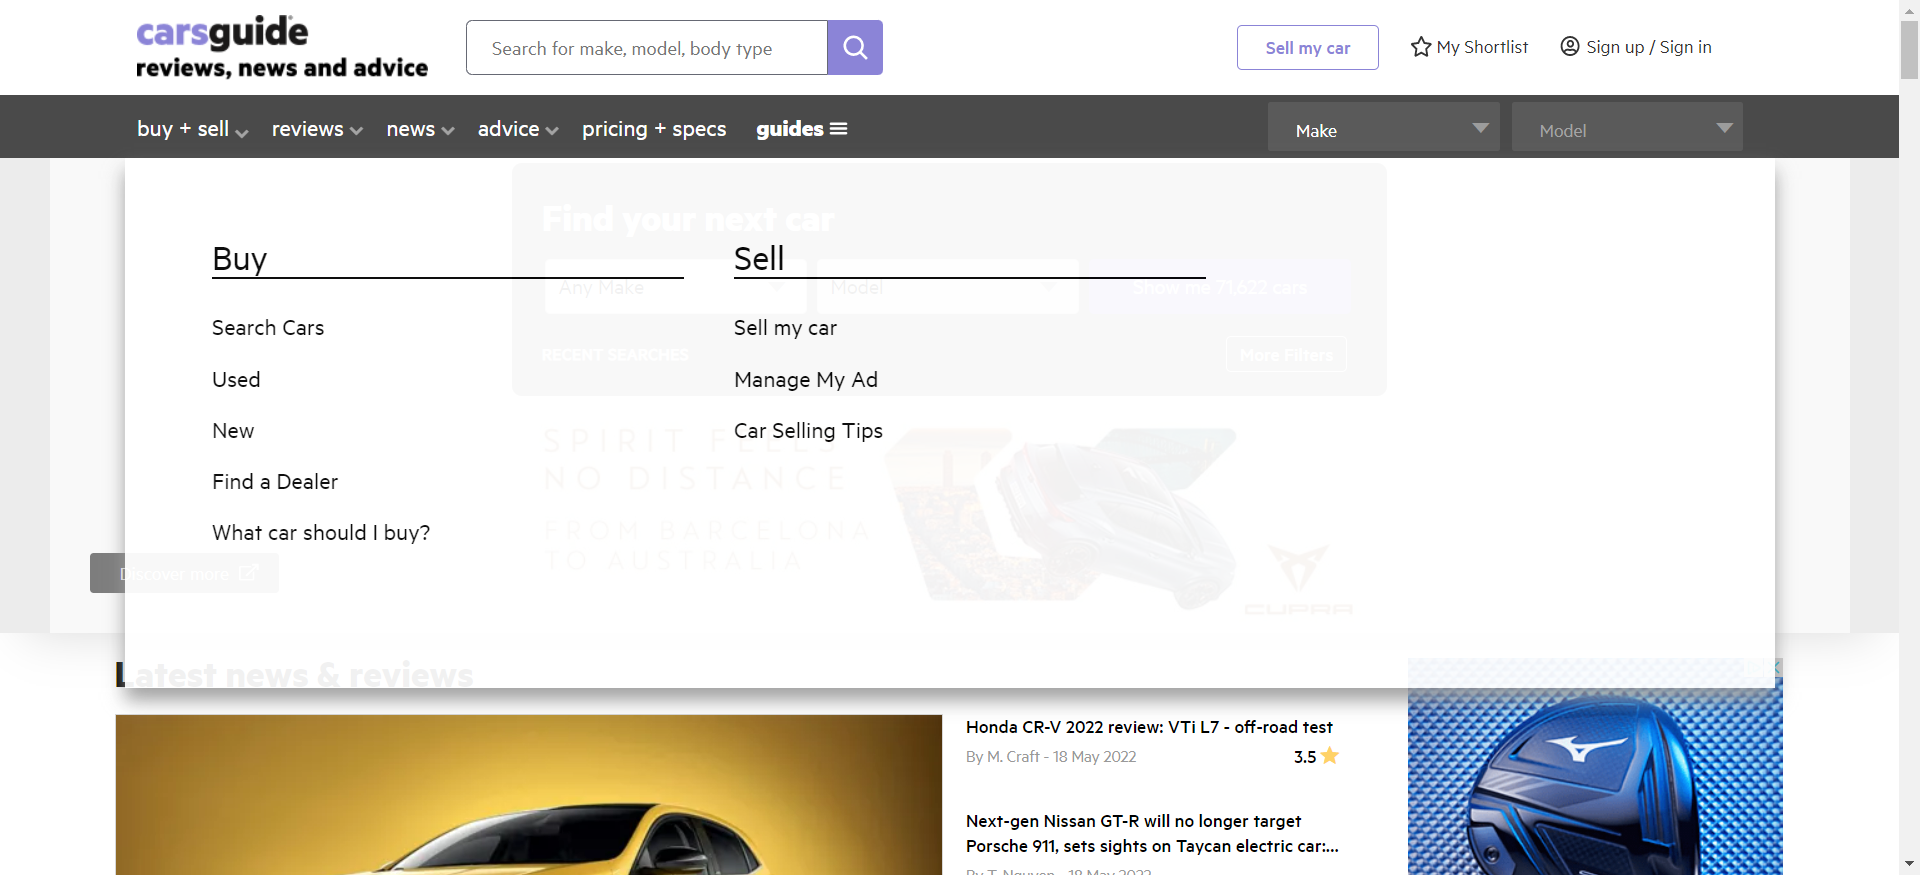 carsguide
reviews, news and advice
Search for make, model, body type
Sell my car
My Shortlist
Sign up / Sign in
buy + sell
reviews
news
advice
pricing + specs
guides
Make
Model
Find your next car
Buy
Sell
Any Make
Model
Show me 71,622 cars
Search Cars
Sell my car
RECENT SEARCHES
More Filters
Used
Manage My Ad
New
Car Selling Tips
SPIRIT FEELS
NO DISTANCE
Find a Dealer
What car should I buy?
FROM BARCELONA
TO AUSTRALIA
Discover more
CUPRA
Latest news & reviews
Honda CR-V 2022 review: VTi L7 - off-road test
By M. Craft - 18 May 2022
3.5
Next-gen Nissan GT-R will no longer target
Porsche 911, sets sights on Taycan electric car:...
By T. Nguyen - 18 May 2022